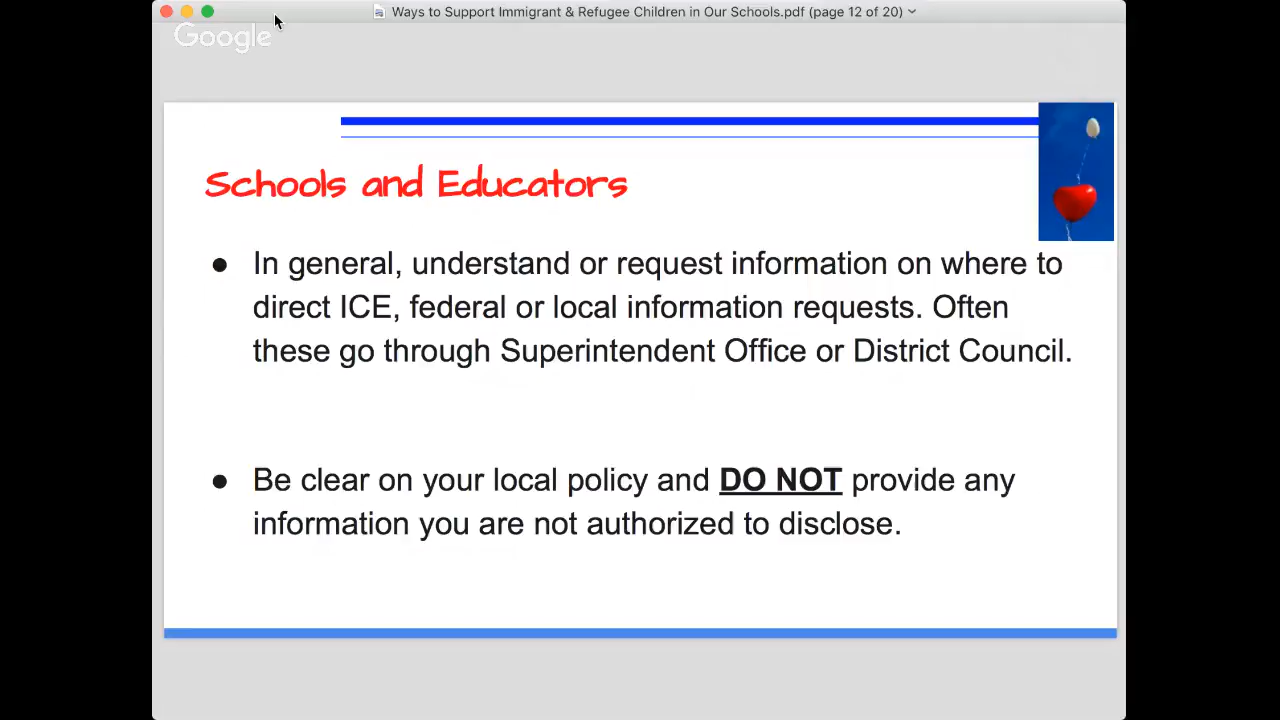 Ways to Support Immigrant & Refugee Children in Our Schools.pdf (page 12 of 20)
Google
Schools and Educators
● In general, understand or request information on where to
direct ICE, federal or local information requests. Often
these go through Superintendent Office or District Council.
● Be clear on your local policy and DO NOT provide any
information you are not authorized to disclose.